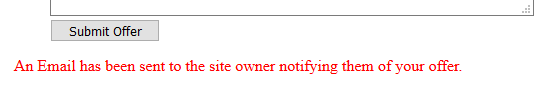 Submit Offer
An Email has been sent to the site owner notifying them of your offer.